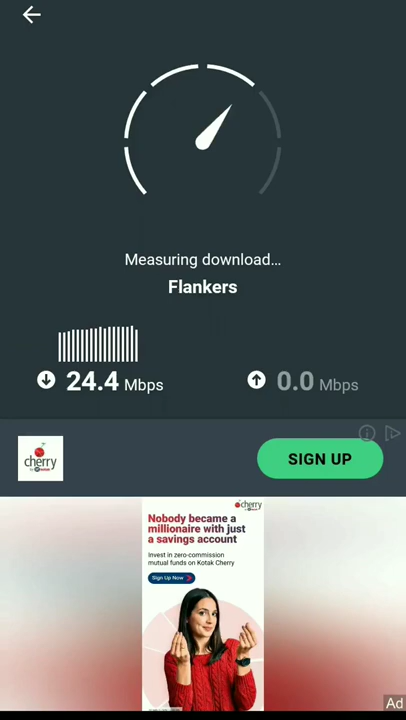 Measuring download...
Flankers
24.4 Mbps
0.0 Mbps
cherry
SIGN UP
cherry
Nobody became a
millionaire with just
a savings account
Invest in zero-commission
mutual funds on Kotak Cherry
Sign Up Now
Ad